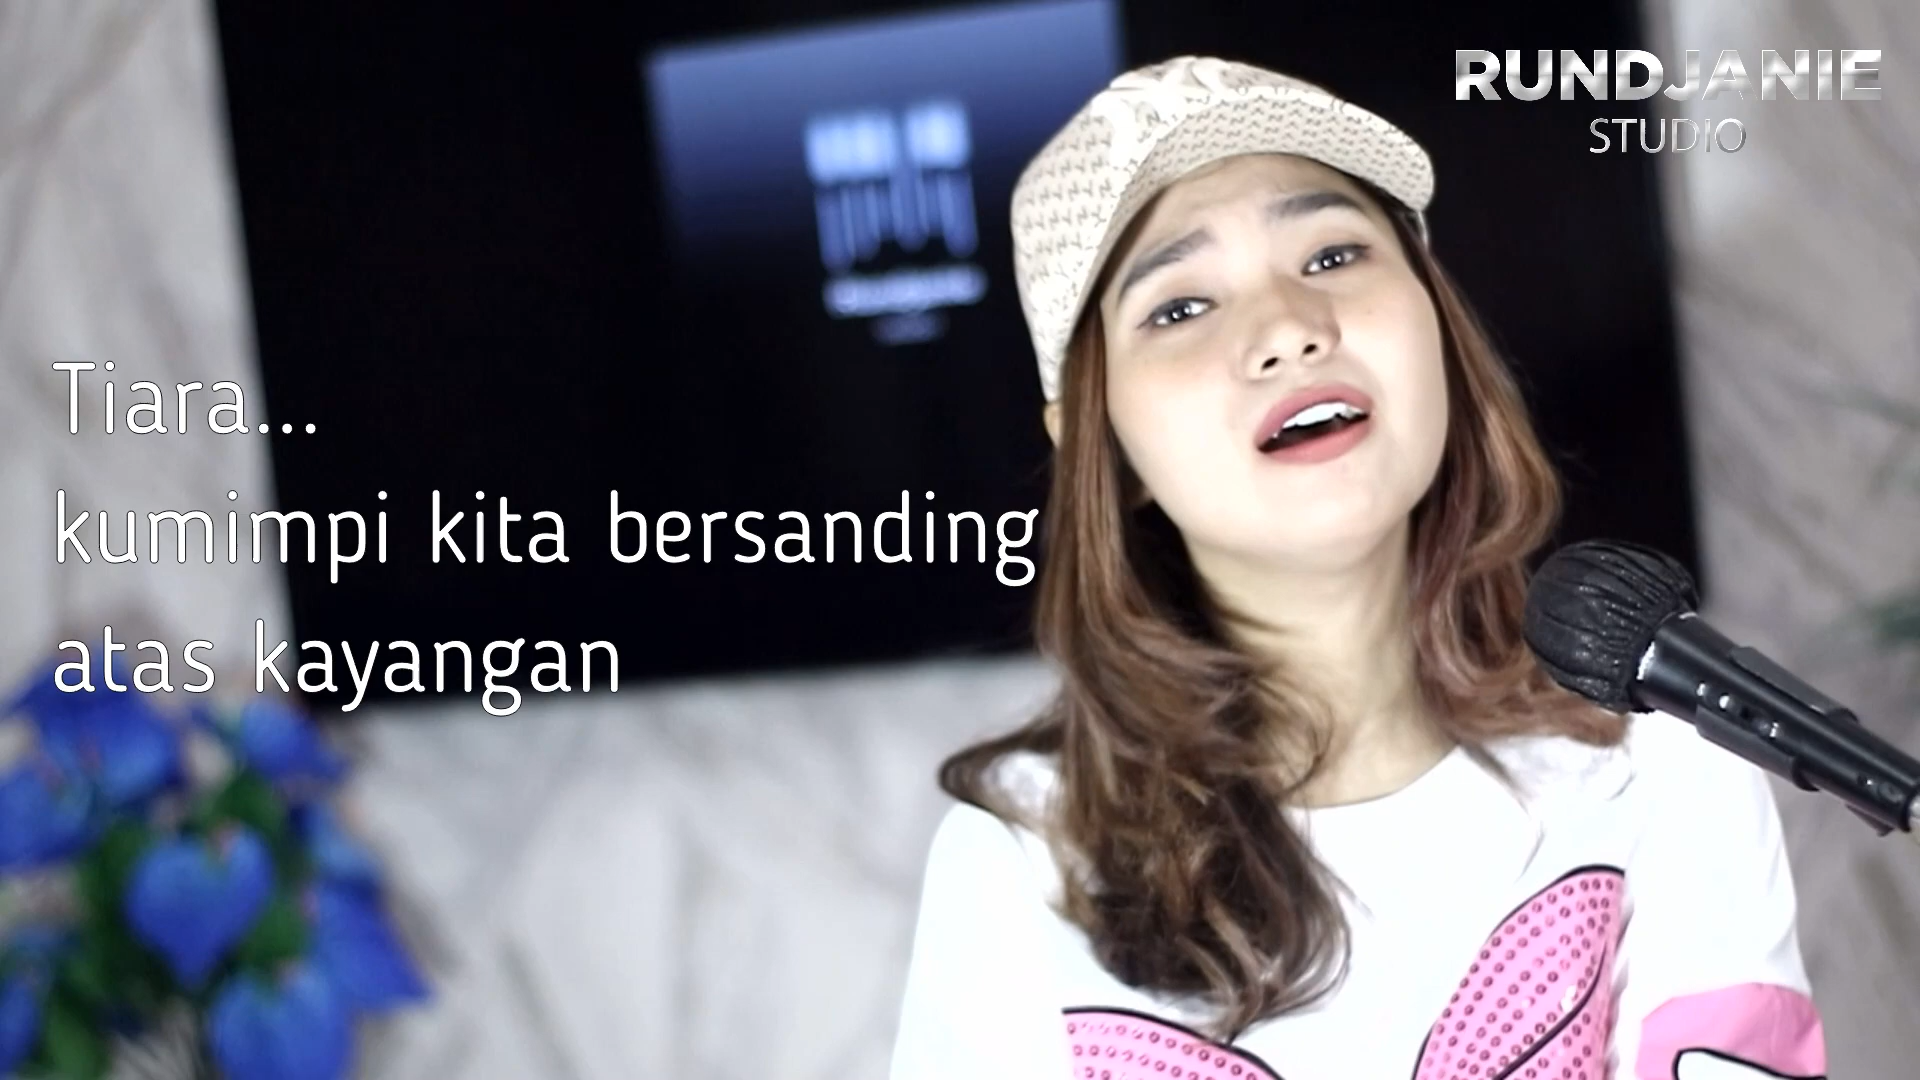 RUNDJANIE
STUDIO
Tiara...
kumimpi kita bersanding
atas kayangan